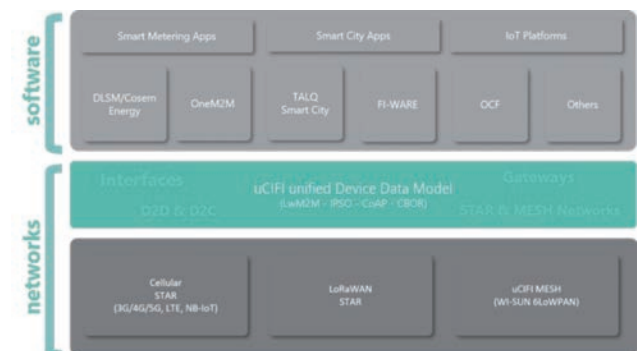 software
Smart Metering Apps
Smart City Apps
IoT Platforms
DLSM/Cosem
Energy
OneM2M
TALQ
Smart City
FI-WARE
OCF
Others
networks
Interfaces
Gateways
uCIFI unified Device Data Model
(LwM2M - IPSO - CoAP - CBOR)
D2D & D2C
STAR & MESH Networks
Cellular
STAR
(3G/4G/5G, LTE, NB-IoT)
LoRaWAN
STAR
uCIFI MESH
(WI-SUN 6LoWPAN)